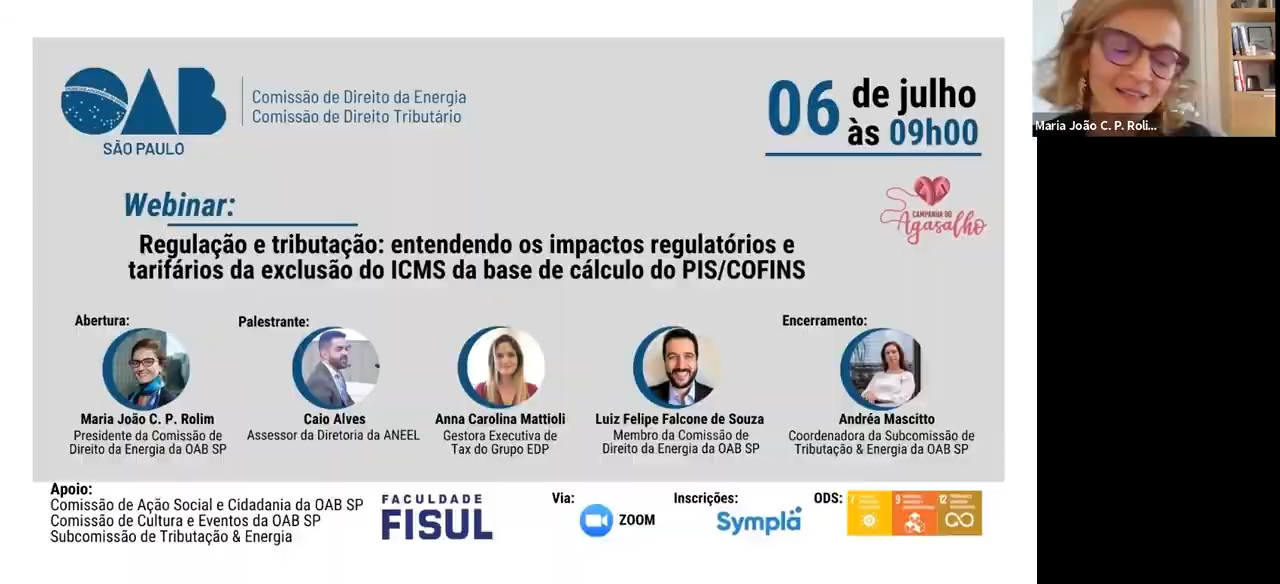 OAB
SÃO PAULO
Comissão de Direito da Energia
Comissão de Direito Tributário
06 de julho
às 09h00
Maria João C. P. Roli...
CAMPANHA DO
Agasalho
Webinar:
Regulação e tributação: entendendo os impactos regulatórios e
tarifários da exclusão do ICMS da base de cálculo do PIS/COFINS
Abertura:
Maria João C. P. Rolim
Presidente da Comissão de
Direito da Energia da OAB SP
Palestrante:
Caio Alves
Assessor da Diretoria da ANEEL
Anna Carolina Mattioli
Gestora Executiva de
Tax do Grupo EDP
Luiz Felipe Falcone de Souza
Membro da Comissão de
Direito da Energia da OAB SP
Encerramento:
Andréa Mascitto
Coordenadora da Subcomissão de
Tributação & Energia da OAB SP
Apoio:
Comissão de Ação Social e Cidadania da OAB SP
Comissão de Cultura e Eventos da OAB SP
Subcomissão de Tributação & Energia
FACULDADE
FISUL
Via:
ZOOM
Inscrições:
Sympla
ODS:
7
9
12